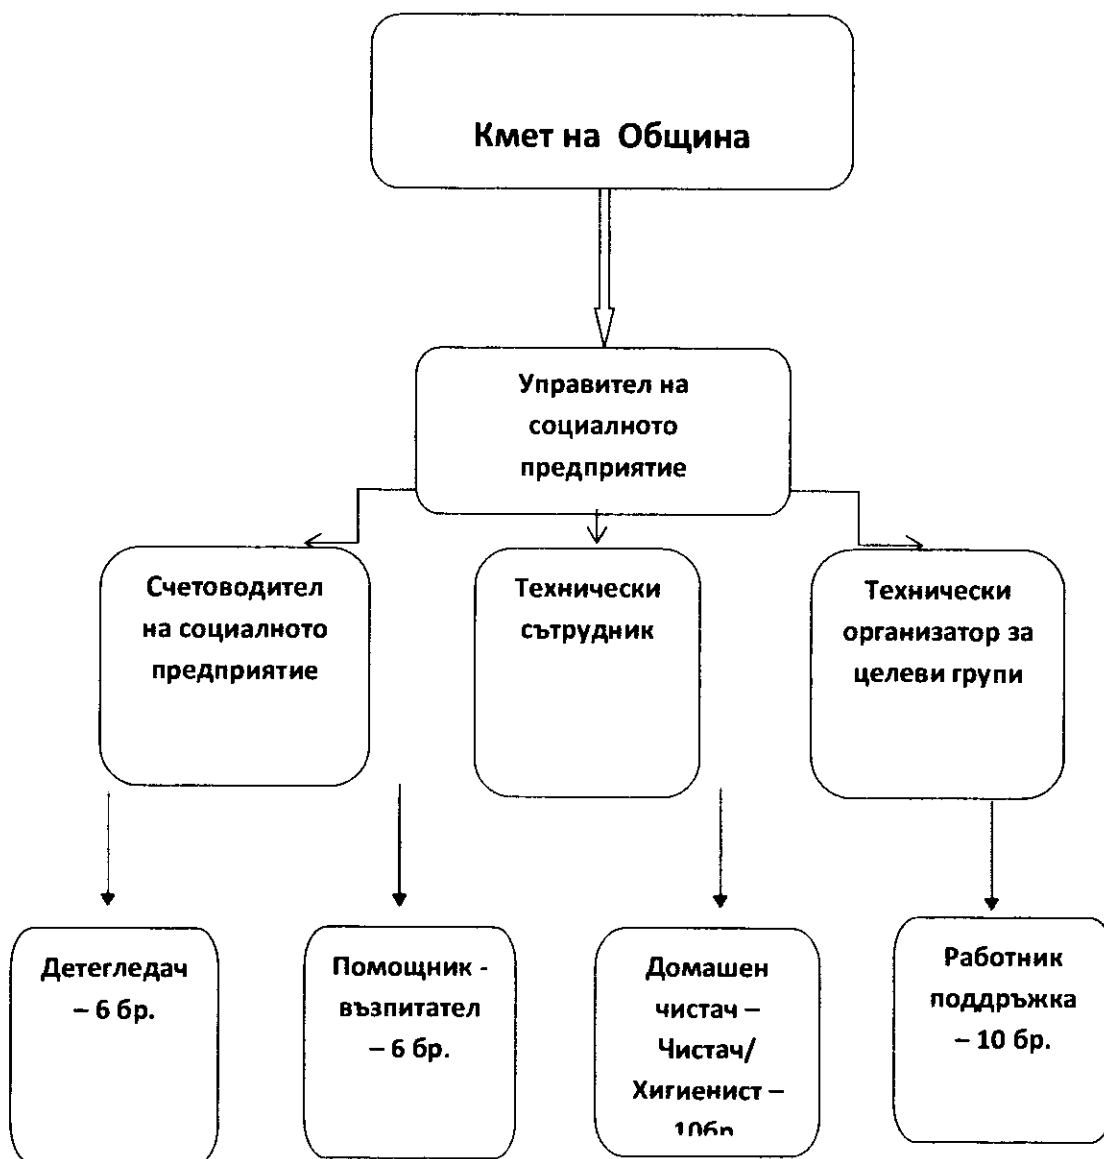 Кмет на Община
Управител на
социалното
предприятие
Счетоводител
на социалното
предприятие
Технически
сътрудник
Технически
организатор за
целеви групи
Детегледач
– 6 бр.
Помощник -
възпитател
– 6 бр.
Домашен
чистач –
Чистач/
Хигиенист –
10бр
Работник
поддръжка
– 10 бр.